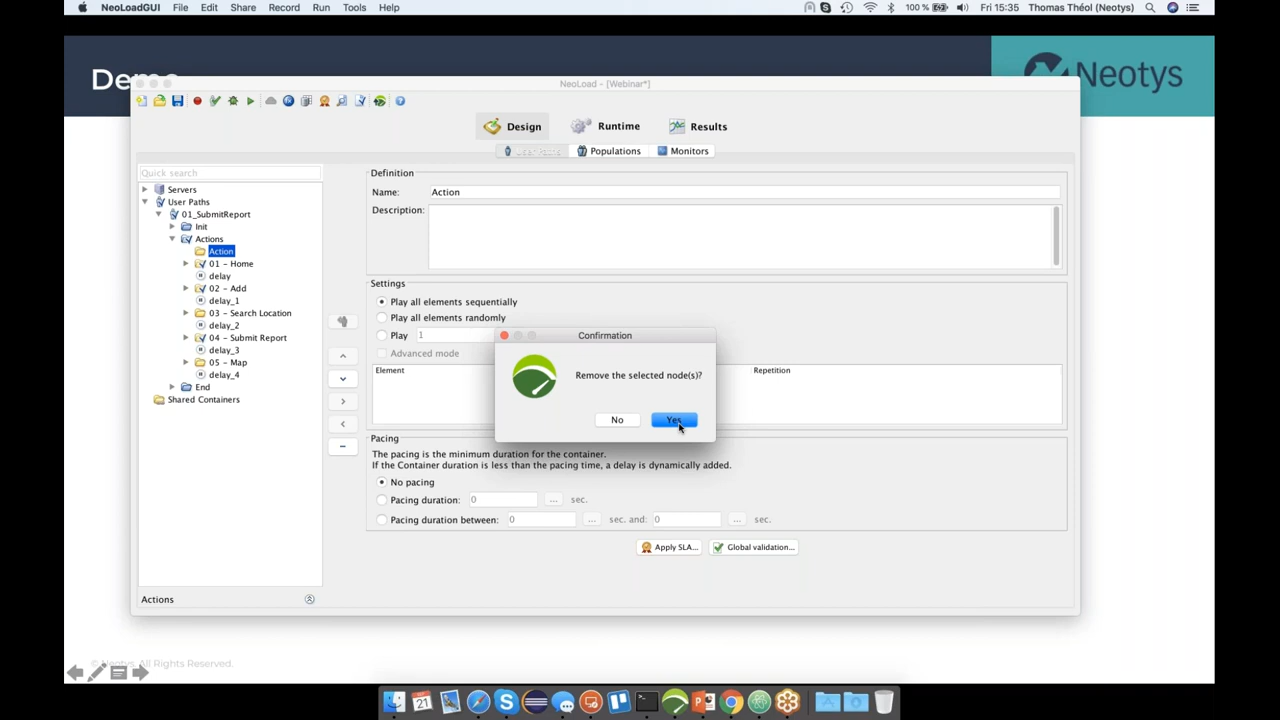 NeoLoadGUI File Edit Share Record Run Tools Help 100 % Fri 15:35 Thomas Théol (Neotys)
Neotys
NeoLoad - [Webinar*]
Design Runtime Results
Populations Monitors
Quick search
Servers
User Paths
01_SubmitReport
Init
Actions
Action
01 - Home
delay
02 - Add
delay_1
03 - Search Location
delay_2
04 - Submit Report
delay_3
05 - Map
delay_4
End
Shared Containers
Actions
Definition
Name: Action
Description:
Settings
Play all elements sequentially
Play all elements randomly
Play 1
Advanced mode
Element Repetition
Confirmation
Remove the selected node(s)?
No Yes
Pacing
The pacing is the minimum duration for the container.
If the Container duration is less than the pacing time, a delay is dynamically added.
No pacing
Pacing duration: 0 ... sec.
Pacing duration between: 0 ... sec. and: 0 ... sec.
Apply SLA... Global validation...
© Neotys. All Rights Reserved.
21